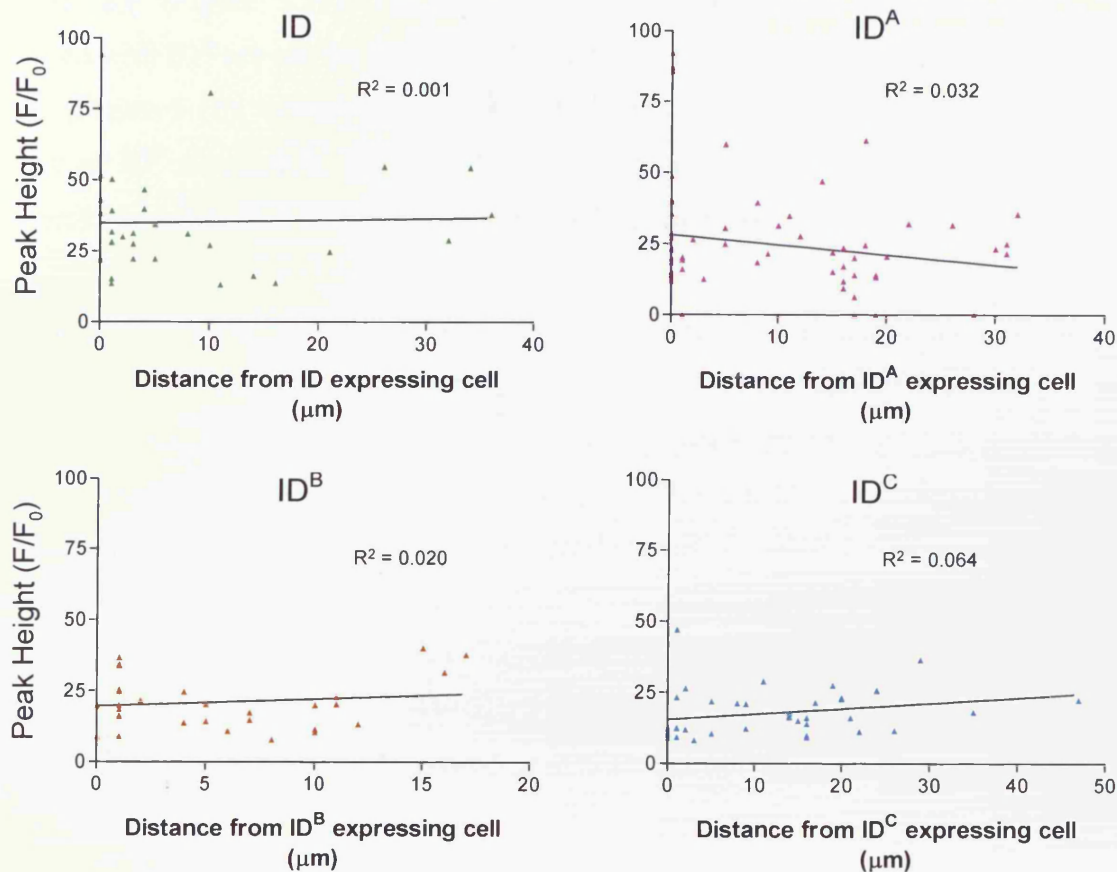 ID
Peak Height (F/F₀)
100
75
50
25
0
R² = 0.001
0 10 20 30 40
Distance from ID expressing cell
(μm)
IDᴬ
100
75
50
25
0
R² = 0.032
0 10 20 30 40
Distance from IDᴬ expressing cell
(μm)
IDᴮ
Peak Height (F/F₀)
100
75
50
25
0
R² = 0.020
0 5 10 15 20
Distance from IDᴮ expressing cell
(μm)
IDᶜ
100
75
50
25
0
R² = 0.064
0 10 20 30 40 50
Distance from IDᶜ expressing cell
(μm)